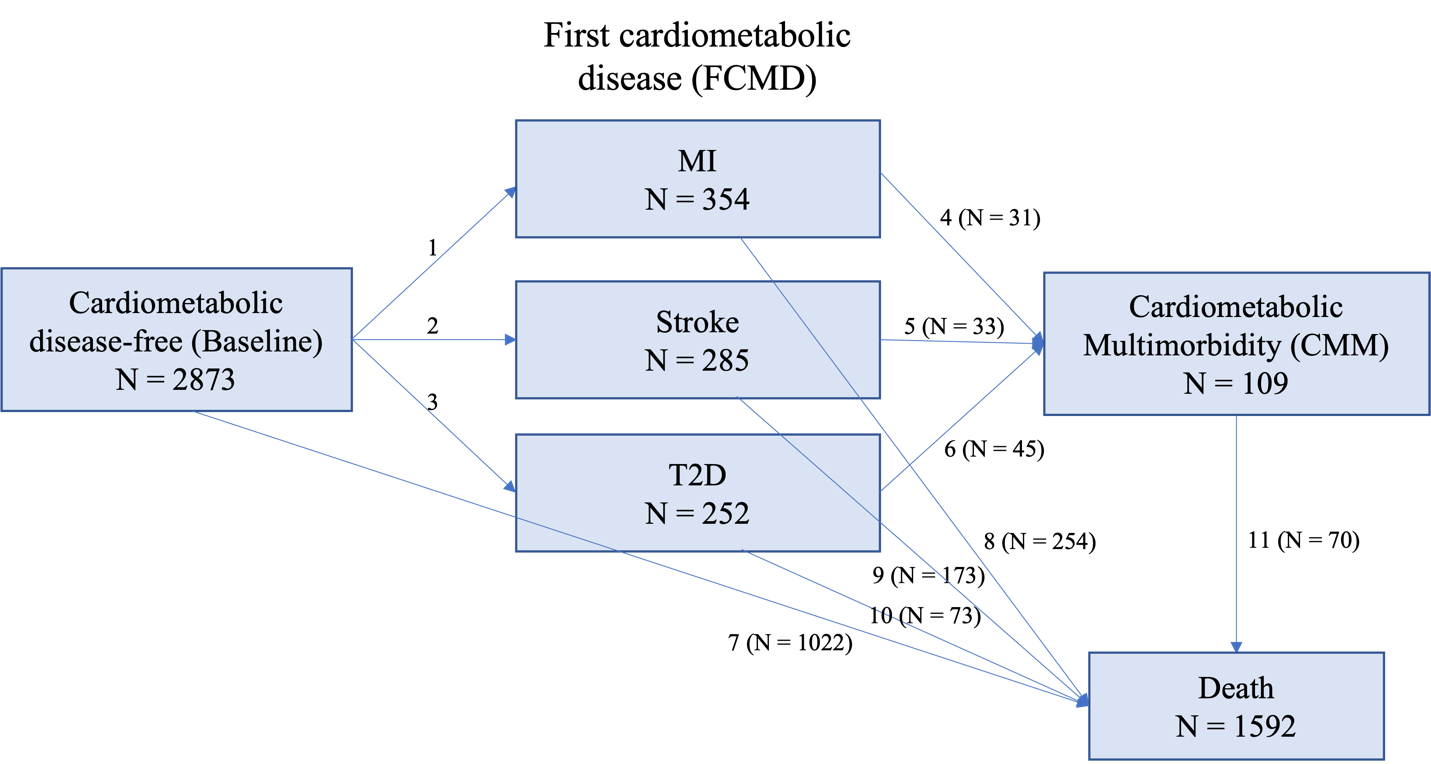 First cardiometabolic
disease (FCMD)
MI
N = 354
4 (N = 31)
1
Cardiometabolic
disease-free (Baseline)
N = 2873
2
Stroke
N = 285
5 (N = 33)
Cardiometabolic
Multimorbidity (CMM)
N = 109
3
T2D
N = 252
6 (N = 45)
8 (N = 254)
11 (N = 70)
9 (N = 173)
10 (N = 73)
7 (N = 1022)
Death
N = 1592